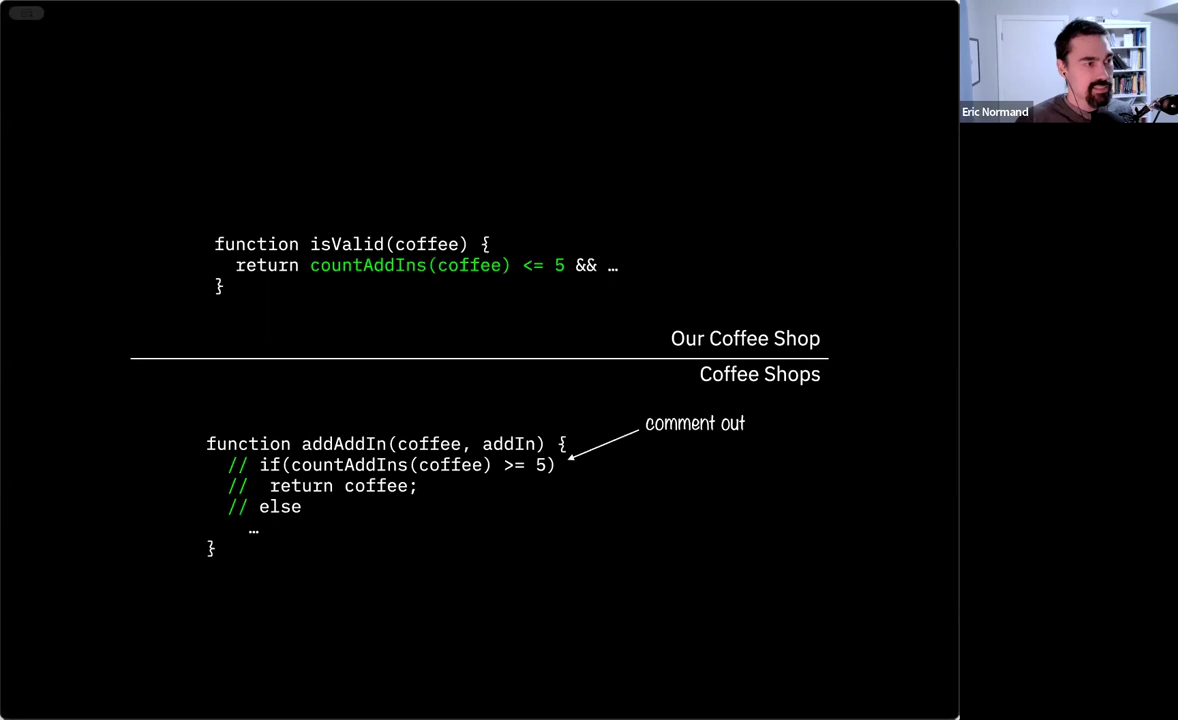 function isValid(coffee) {
return countAddIns(coffee) <= 5 && …
}
Our Coffee Shop
Coffee Shops
comment out
function addAddIn(coffee, addIn) {
// if(countAddIns(coffee) >= 5)
// return coffee;
// else
…
}
Eric Normand